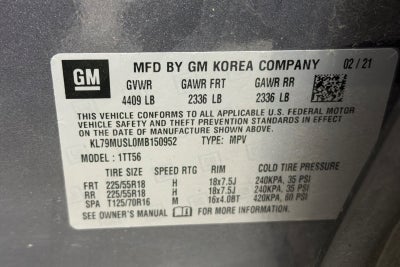 GM MFD BY GM KOREA COMPANY 02/21
GVWR GAWR FRT GAWR RR
4409 LB 2336 LB 2336 LB
THIS VEHICLE CONFORMS TO ALL APPLICABLE U.S. FEDERAL MOTOR
VEHICLE SAFETY, BUMPER, AND THEFT PREVENTION STANDARDS IN EFFECT ON THE
DATE OF MANUFACTURE SHOWN ABOVE.
KL79MUSL0MB150952 TYPE: MPV
MODEL: 1TT56
TIRE SIZE SPEED RTG RIM COLD TIRE PRESSURE
FRT 225/55R18 H 18x7.5J 240KPA, 35 PSI
RR 225/55R18 H 18x7.5J 240KPA, 35 PSI
SPA T125/70R16 M 16x4.0BT 420KPA, 60 PSI
SEE OWNER'S MANUAL FOR MORE INFORMATION.